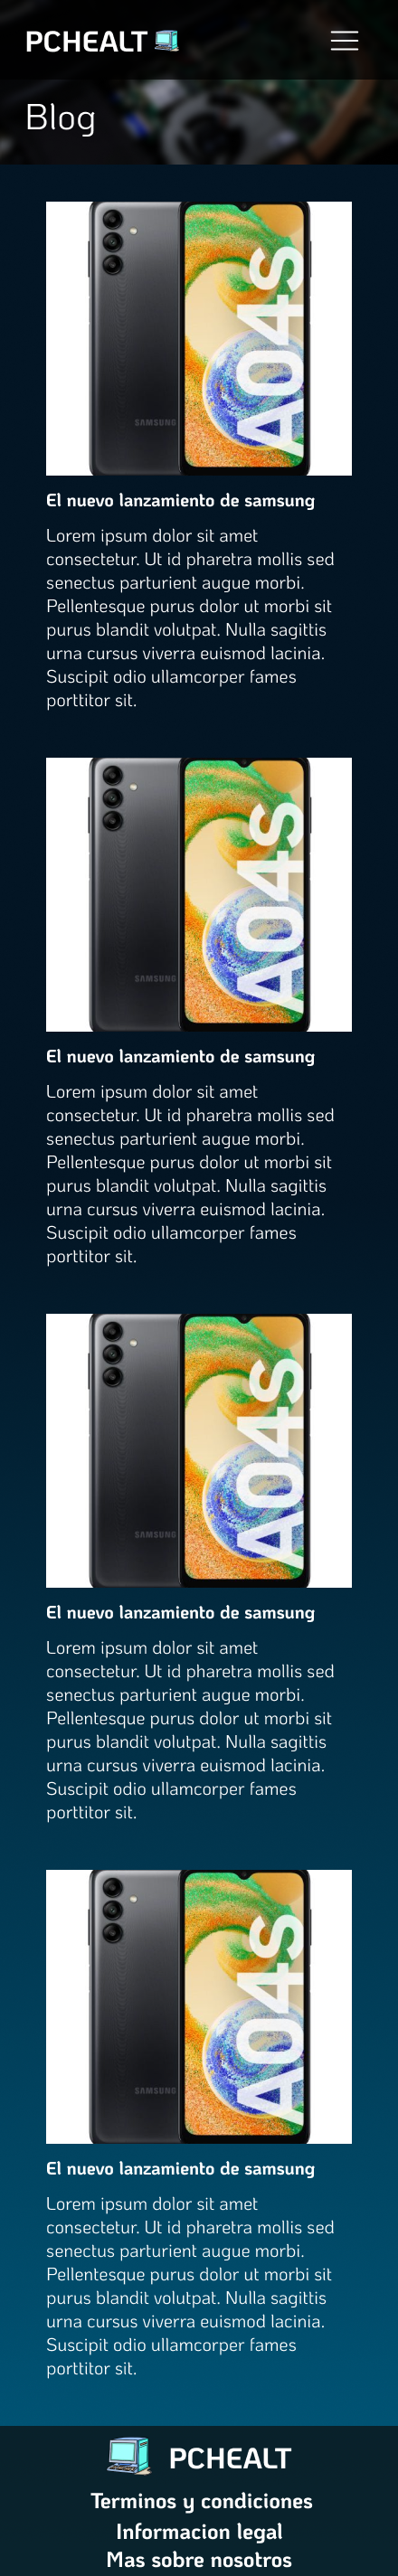 PCHEALT
Blog
SAMSUNG
A04S
El nuevo lanzamiento de samsung
Lorem ipsum dolor sit amet
consectetur. Ut id pharetra mollis sed
senectus parturient augue morbi.
Pellentesque purus dolor ut morbi sit
purus blandit volutpat. Nulla sagittis
urna cursus viverra euismod lacinia.
Suscipit odio ullamcorper fames
porttitor sit.
SAMSUNG
A04S
El nuevo lanzamiento de samsung
Lorem ipsum dolor sit amet
consectetur. Ut id pharetra mollis sed
senectus parturient augue morbi.
Pellentesque purus dolor ut morbi sit
purus blandit volutpat. Nulla sagittis
urna cursus viverra euismod lacinia.
Suscipit odio ullamcorper fames
porttitor sit.
SAMSUNG
A04S
El nuevo lanzamiento de samsung
Lorem ipsum dolor sit amet
consectetur. Ut id pharetra mollis sed
senectus parturient augue morbi.
Pellentesque purus dolor ut morbi sit
purus blandit volutpat. Nulla sagittis
urna cursus viverra euismod lacinia.
Suscipit odio ullamcorper fames
porttitor sit.
SAMSUNG
A04S
El nuevo lanzamiento de samsung
Lorem ipsum dolor sit amet
consectetur. Ut id pharetra mollis sed
senectus parturient augue morbi.
Pellentesque purus dolor ut morbi sit
purus blandit volutpat. Nulla sagittis
urna cursus viverra euismod lacinia.
Suscipit odio ullamcorper fames
porttitor sit.
PCHEALT
Terminos y condiciones
Informacion legal
Mas sobre nosotros